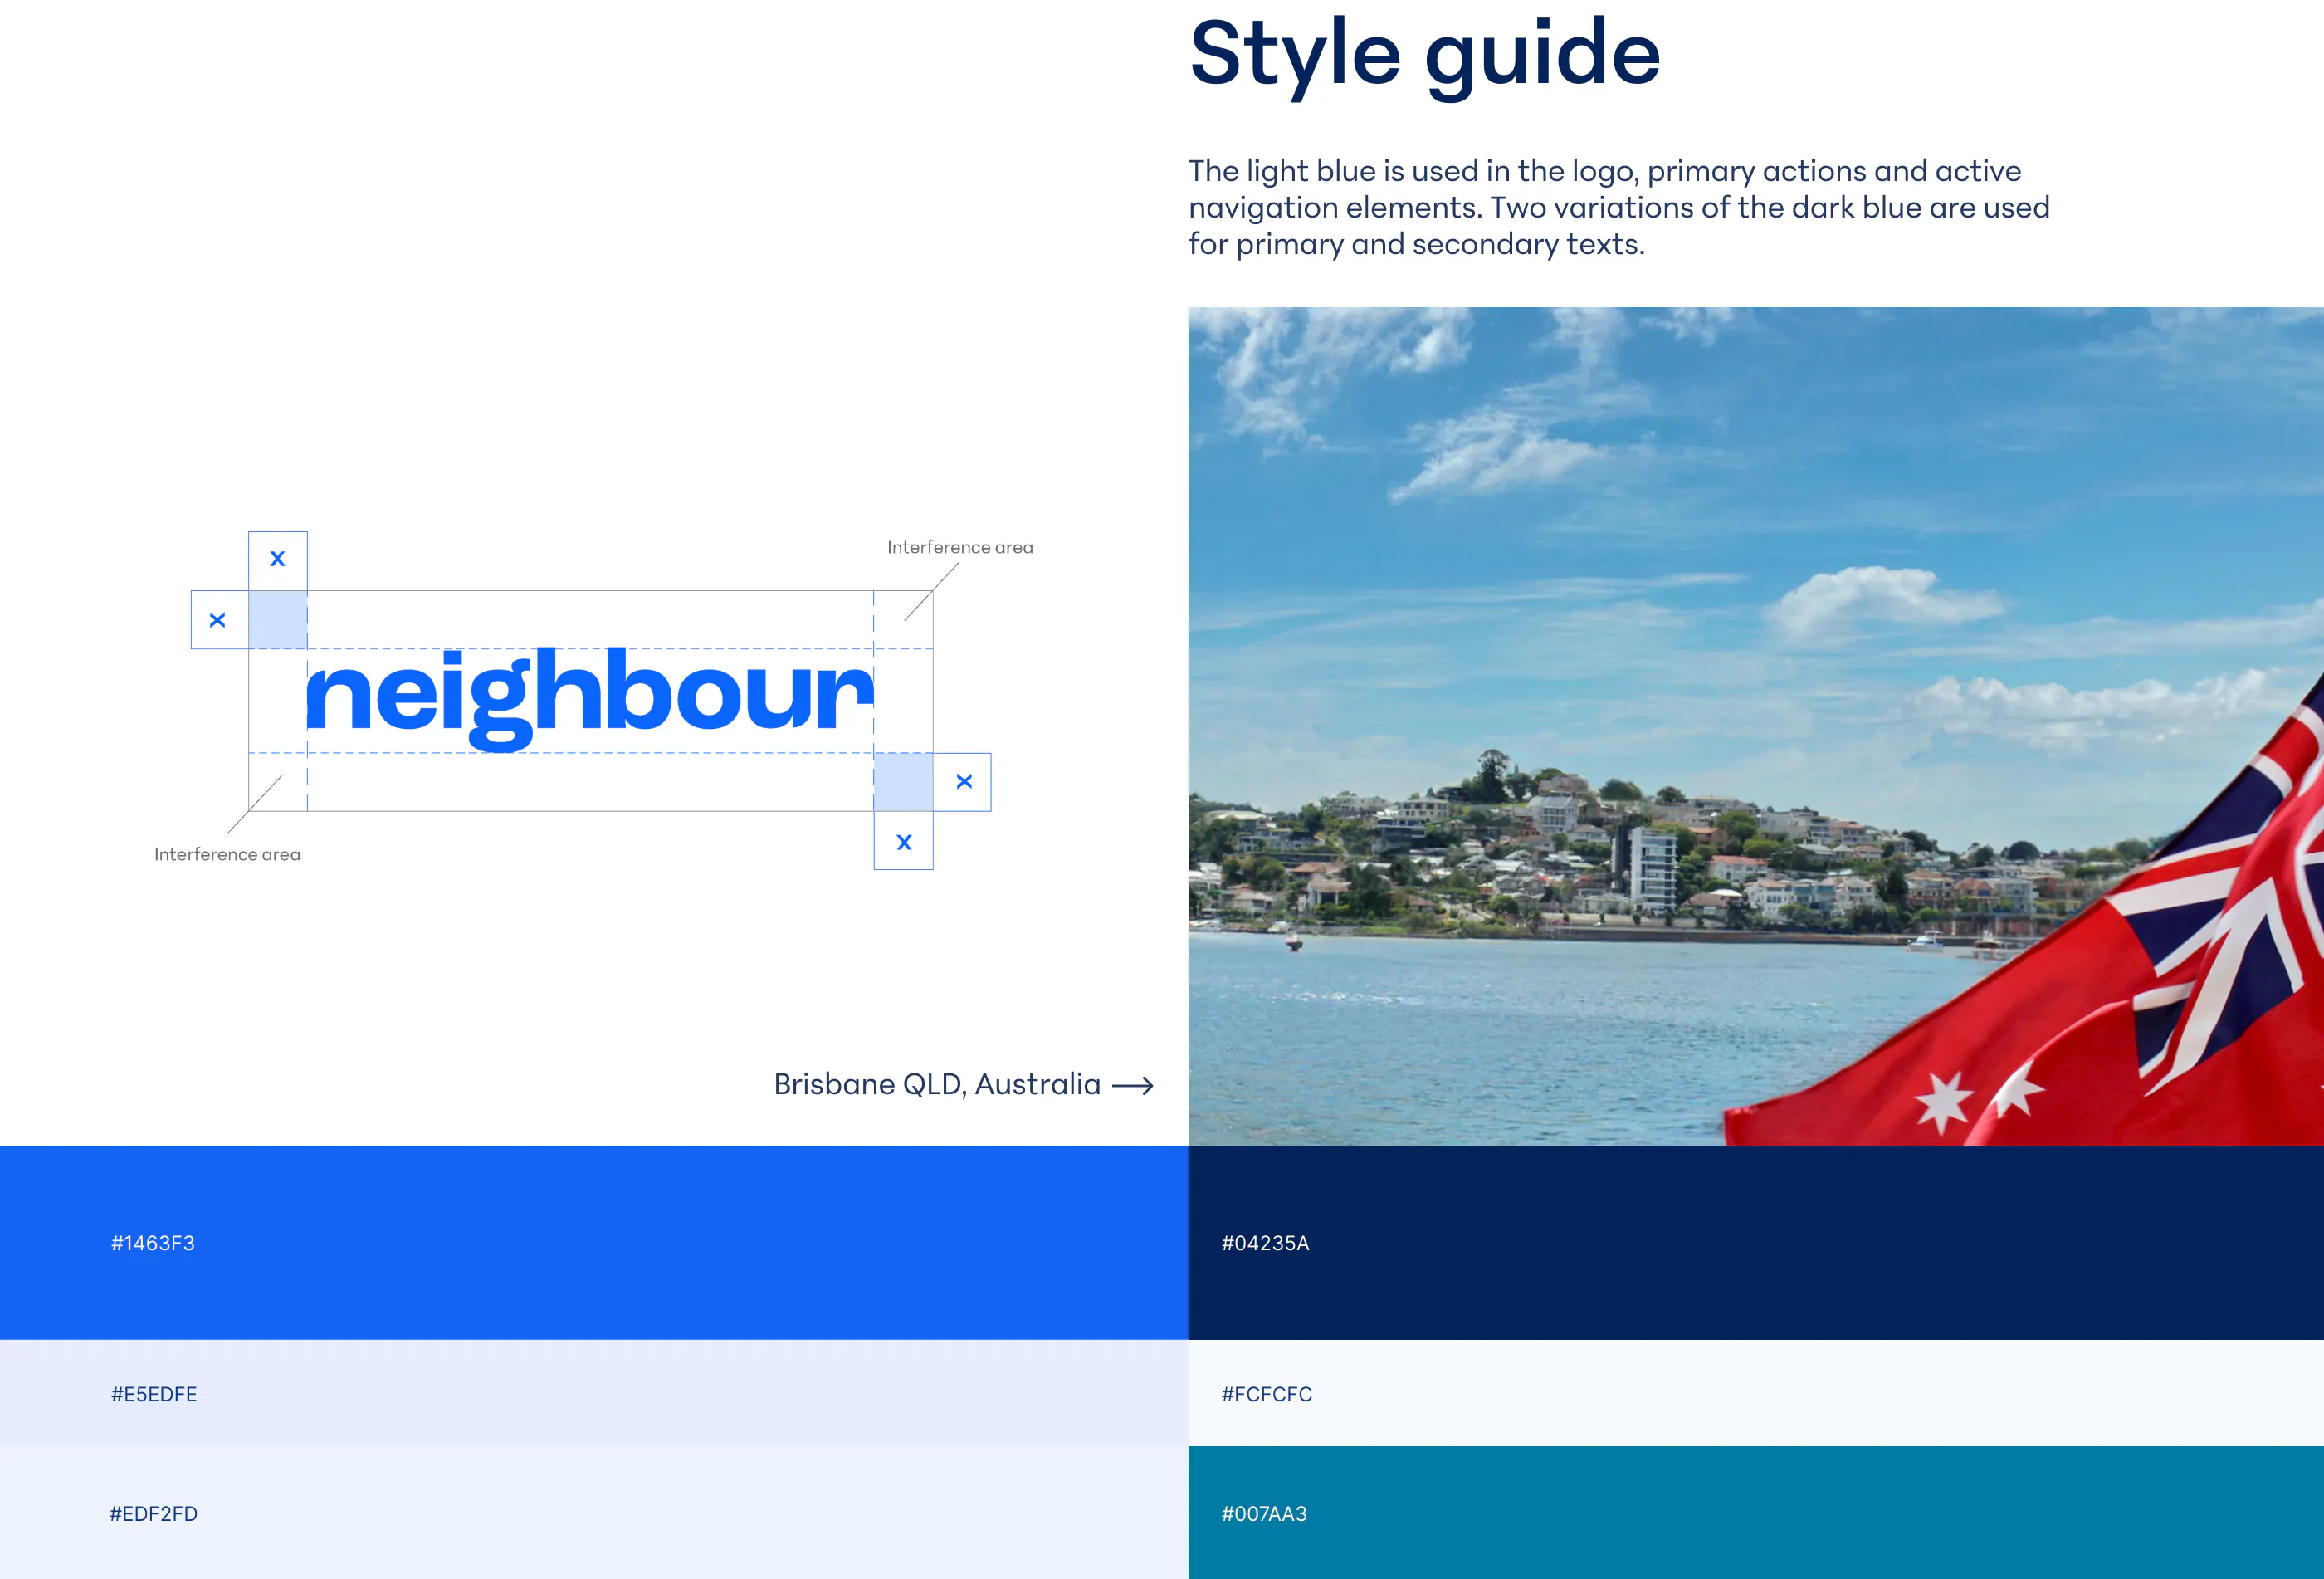 Style guide
The light blue is used in the logo, primary actions and active
navigation elements. Two variations of the dark blue are used
for primary and secondary texts.
x
Interference area
x
neighbour
x
x
Interference area
Brisbane QLD, Australia →
#1463F3
#04235A
#E5EDFE
#FCFCFC
#EDF2FD
#007AA3